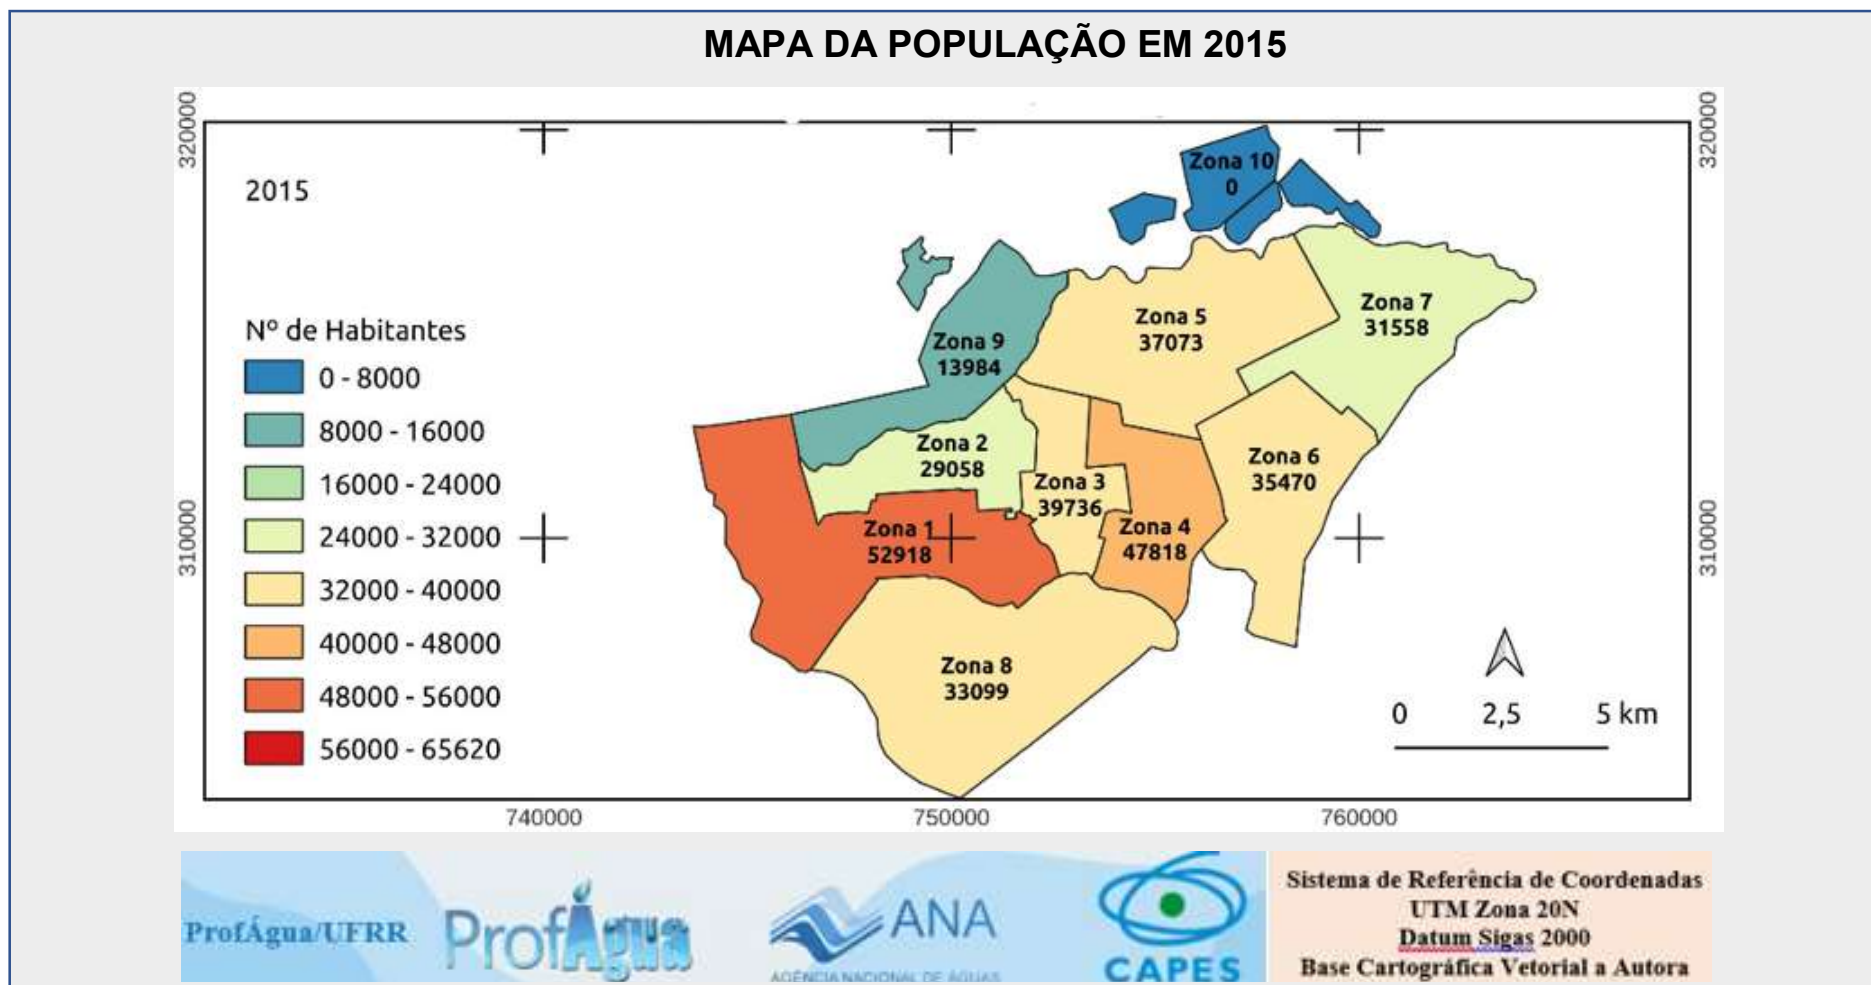 MAPA DA POPULAÇÃO EM 2015
320000
320000
2015
Zona 10
0
Zona 7
31558
Zona 5
37073
Nº de Habitantes
Zona 9
13984
0 - 8000
8000 - 16000
16000 - 24000
24000 - 32000
32000 - 40000
40000 - 48000
48000 - 56000
56000 - 65620
Zona 2
29058
Zona 6
35470
Zona 3
39736
Zona 1
52918
Zona 4
47818
310000
310000
Zona 8
33099
0 2,5 5 km
740000 750000 760000
ProfÁgua/UFRR
ProfÁgua
ANA
AGÊNCIA NACIONAL DE ÁGUAS
CAPES
Sistema de Referência de Coordenadas
UTM Zona 20N
Datum Sigas 2000
Base Cartográfica Vetorial a Autora